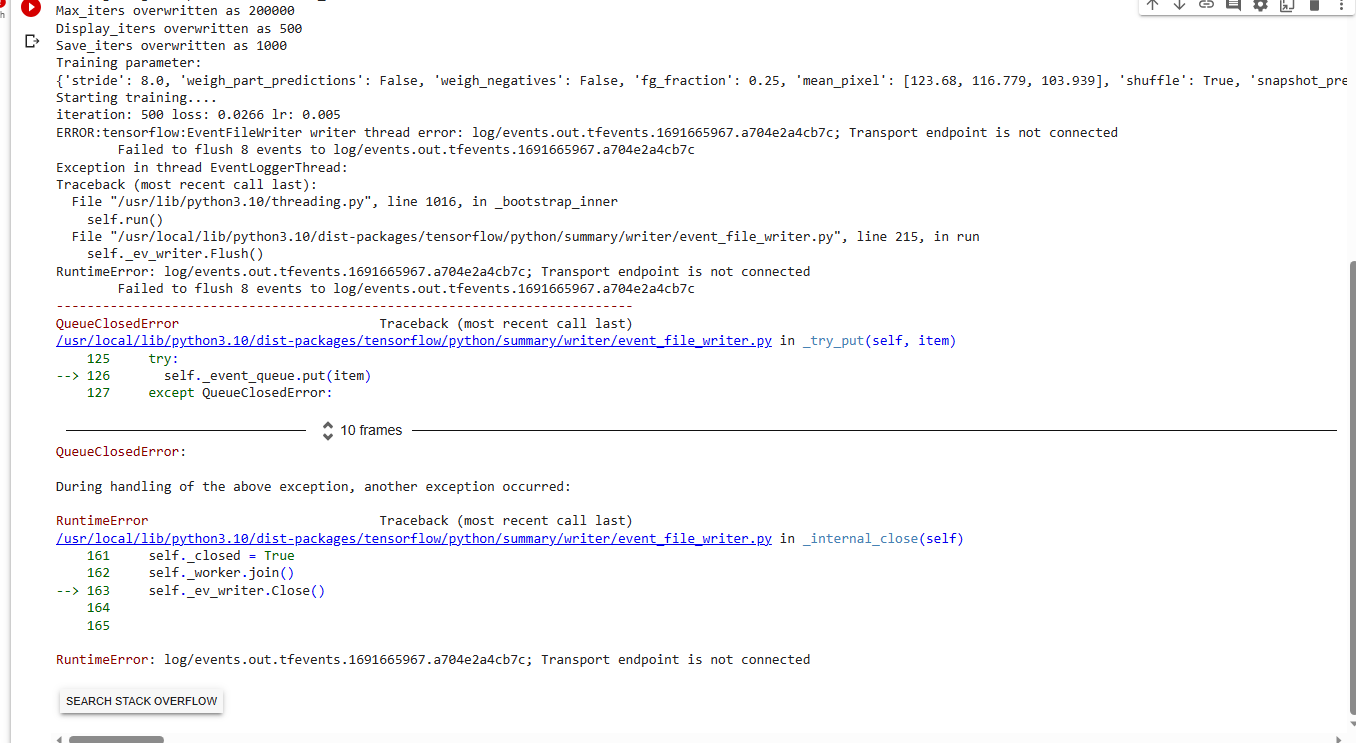 Max_iters overwritten as 200000
Display_iters overwritten as 500
Save_iters overwritten as 1000
Training parameter:
{'stride': 8.0, 'weigh_part_predictions': False, 'weigh_negatives': False, 'fg_fraction': 0.25, 'mean_pixel': [123.68, 116.779, 103.939], 'shuffle': True, 'snapshot_pre
Starting training....
iteration: 500 loss: 0.0266 lr: 0.005
ERROR:tensorflow:EventFileWriter writer thread error: log/events.out.tfevents.1691665967.a704e2a4cb7c; Transport endpoint is not connected
Failed to flush 8 events to log/events.out.tfevents.1691665967.a704e2a4cb7c
Exception in thread EventLoggerThread:
Traceback (most recent call last):
File "/usr/lib/python3.10/threading.py", line 1016, in _bootstrap_inner
self.run()
File "/usr/local/lib/python3.10/dist-packages/tensorflow/python/summary/writer/event_file_writer.py", line 215, in run
self._ev_writer.Flush()
RuntimeError: log/events.out.tfevents.1691665967.a704e2a4cb7c; Transport endpoint is not connected
Failed to flush 8 events to log/events.out.tfevents.1691665967.a704e2a4cb7c
---------------------------------------------------------------------------
QueueClosedError Traceback (most recent call last)
/usr/local/lib/python3.10/dist-packages/tensorflow/python/summary/writer/event_file_writer.py in _try_put(self, item)
125 try:
--> 126 self._event_queue.put(item)
127 except QueueClosedError:
10 frames
QueueClosedError:
During handling of the above exception, another exception occurred:
RuntimeError Traceback (most recent call last)
/usr/local/lib/python3.10/dist-packages/tensorflow/python/summary/writer/event_file_writer.py in _internal_close(self)
161 self._closed = True
162 self._worker.join()
--> 163 self._ev_writer.Close()
164
165
RuntimeError: log/events.out.tfevents.1691665967.a704e2a4cb7c; Transport endpoint is not connected
SEARCH STACK OVERFLOW